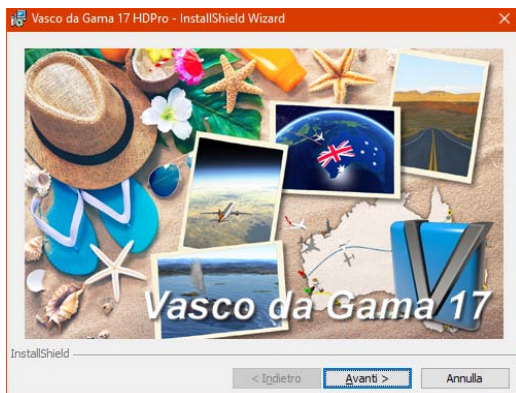 Vasco da Gama 17 HDPro - InstallShield Wizard
Vasco da Gama 17
InstallShield
< Indietro
Avanti >
Annulla